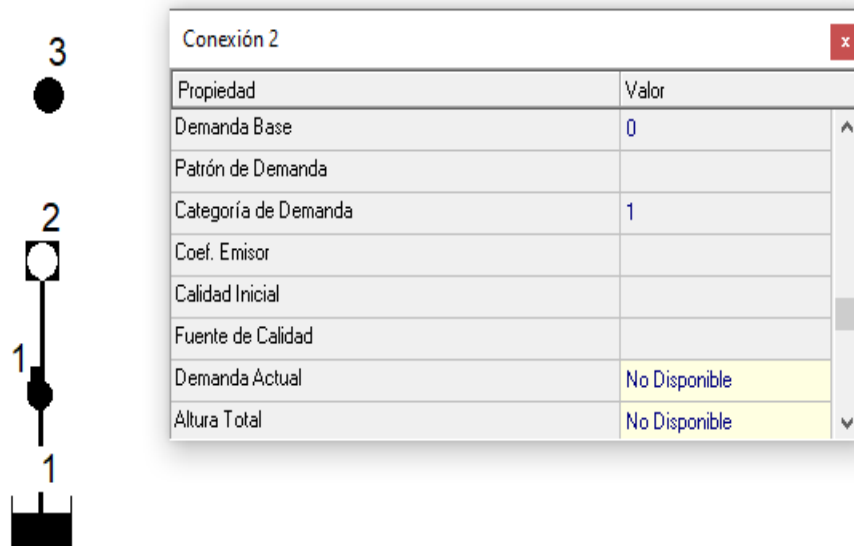 3
2
1
1
Conexión 2
x
Propiedad Valor
Demanda Base 0
Patrón de Demanda
Categoría de Demanda 1
Coef. Emisor
Calidad Inicial
Fuente de Calidad
Demanda Actual No Disponible
Altura Total No Disponible